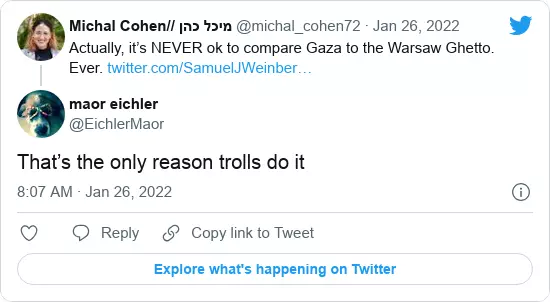 Michal Cohen// מיכל כהן @michal_cohen72 · Jan 26, 2022
Actually, it's NEVER ok to compare Gaza to the Warsaw Ghetto.
Ever. twitter.com/SamuelJWeinber…
maor eichler
@EichlerMaor
That's the only reason trolls do it
8:07 AM · Jan 26, 2022
Reply
Copy link to Tweet
Explore what's happening on Twitter